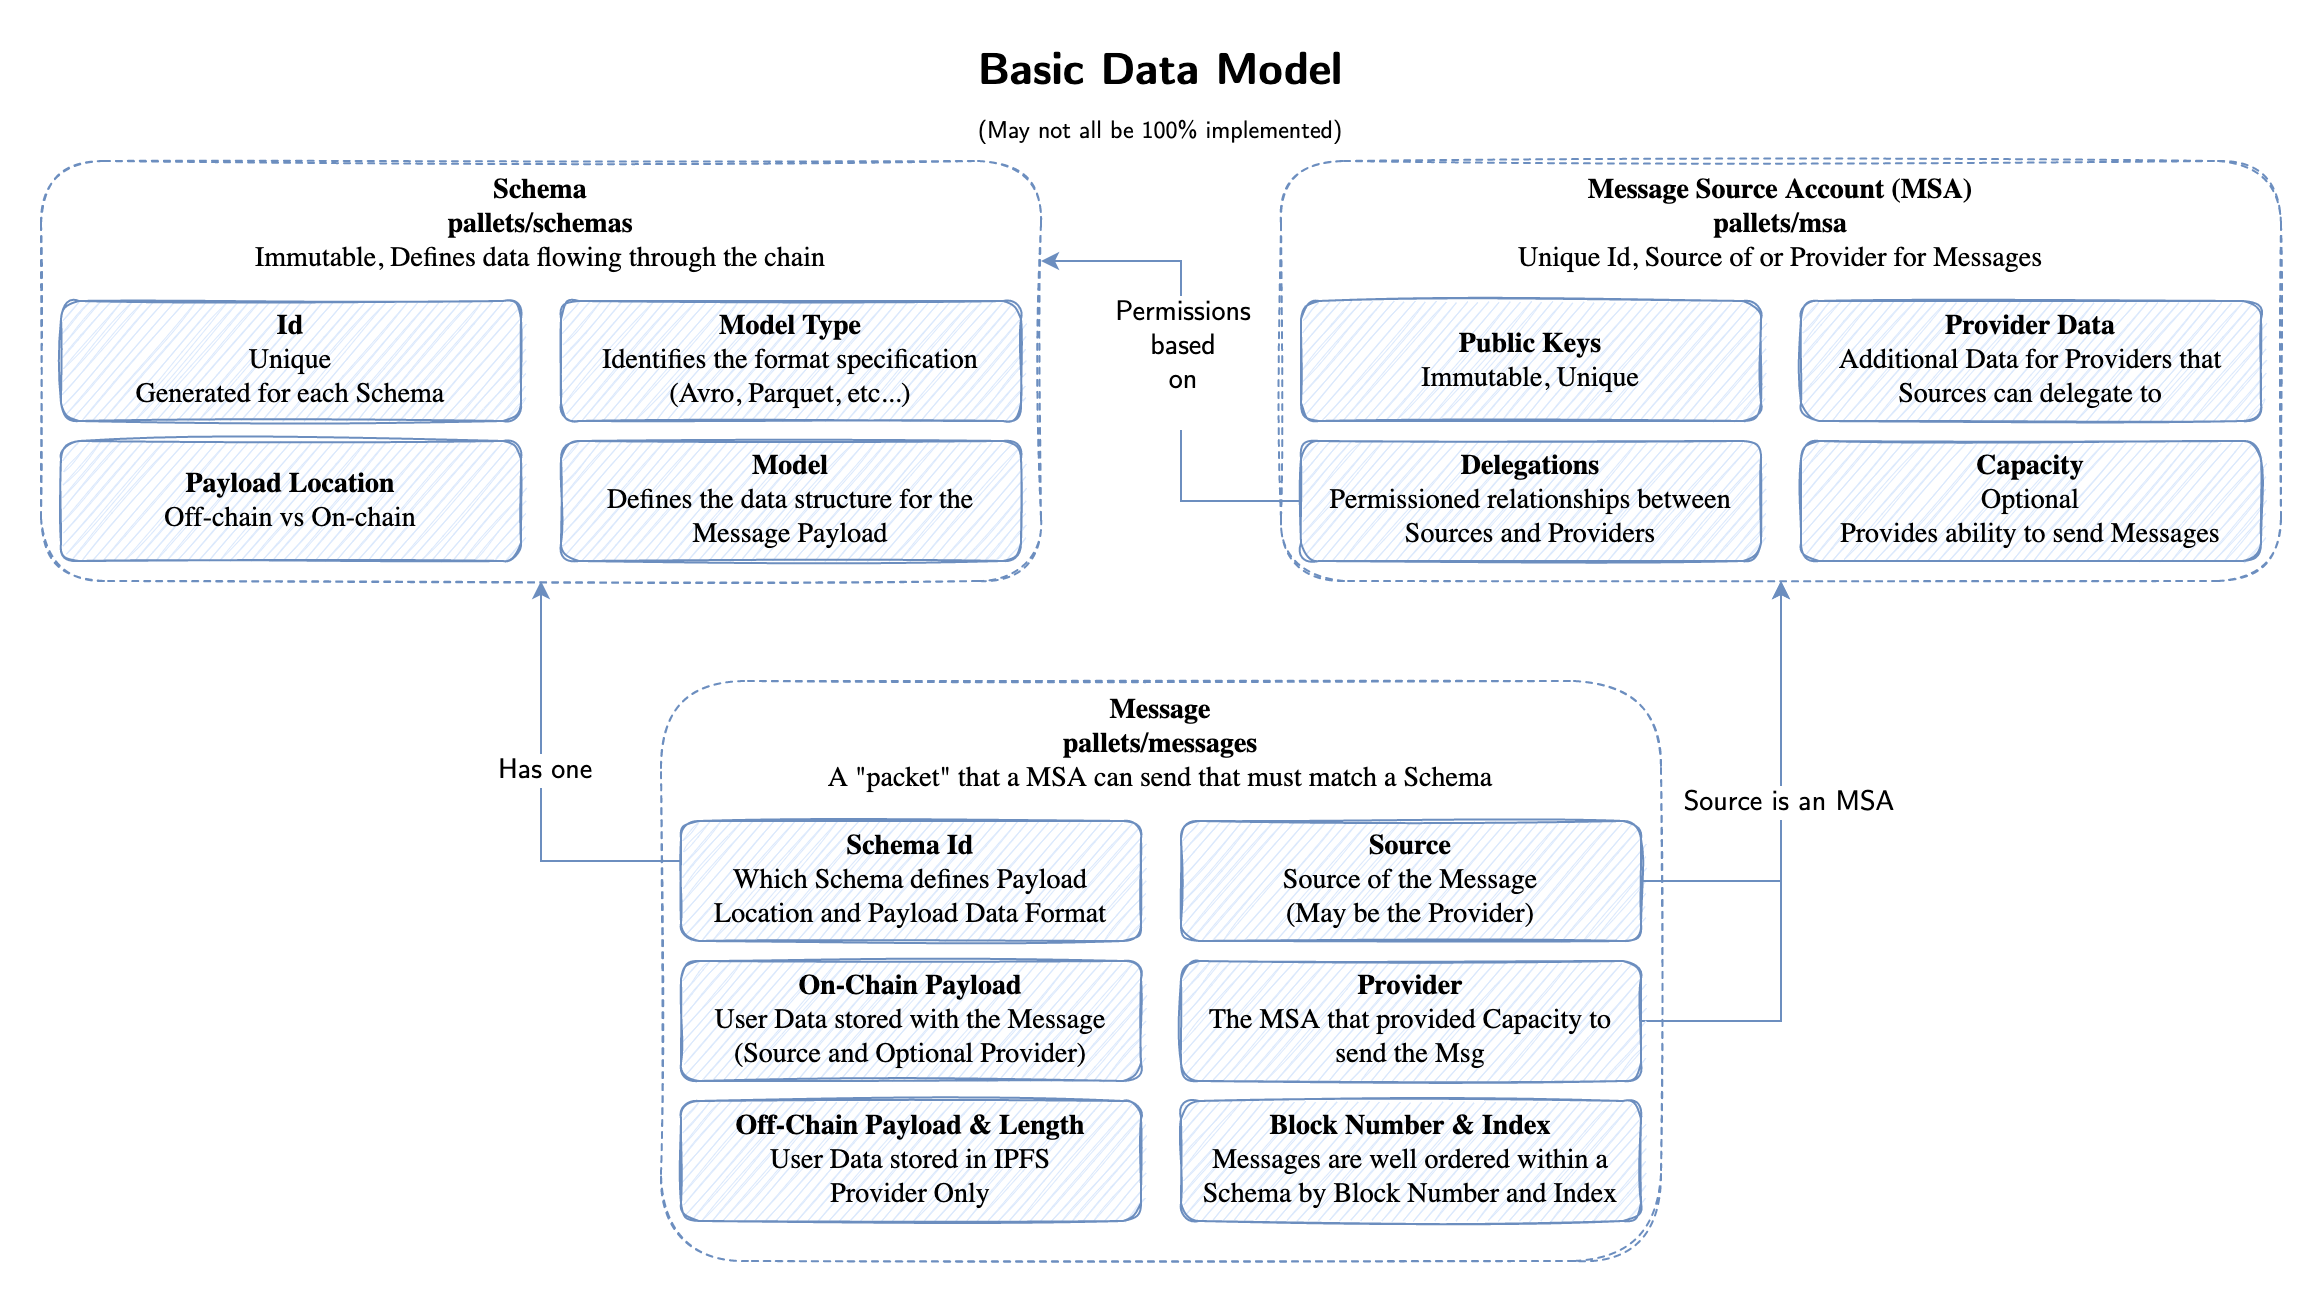 Basic Data Model
(May not all be 100% implemented)
Schema
pallets/schemas
Immutable, Defines data flowing through the chain
Id
Unique
Generated for each Schema
Model Type
Identifies the format specification
(Avro, Parquet, etc...)
Payload Location
Off-chain vs On-chain
Model
Defines the data structure for the
Message Payload
Permissions
based
on
Message Source Account (MSA)
pallets/msa
Unique Id, Source of or Provider for Messages
Public Keys
Immutable, Unique
Provider Data
Additional Data for Providers that
Sources can delegate to
Delegations
Permissioned relationships between
Sources and Providers
Capacity
Optional
Provides ability to send Messages
Has one
Message
pallets/messages
A "packet" that a MSA can send that must match a Schema
Source is an MSA
Schema Id
Which Schema defines Payload
Location and Payload Data Format
Source
Source of the Message
(May be the Provider)
On-Chain Payload
User Data stored with the Message
(Source and Optional Provider)
Provider
The MSA that provided Capacity to
send the Msg
Off-Chain Payload & Length
User Data stored in IPFS
Provider Only
Block Number & Index
Messages are well ordered within a
Schema by Block Number and Index